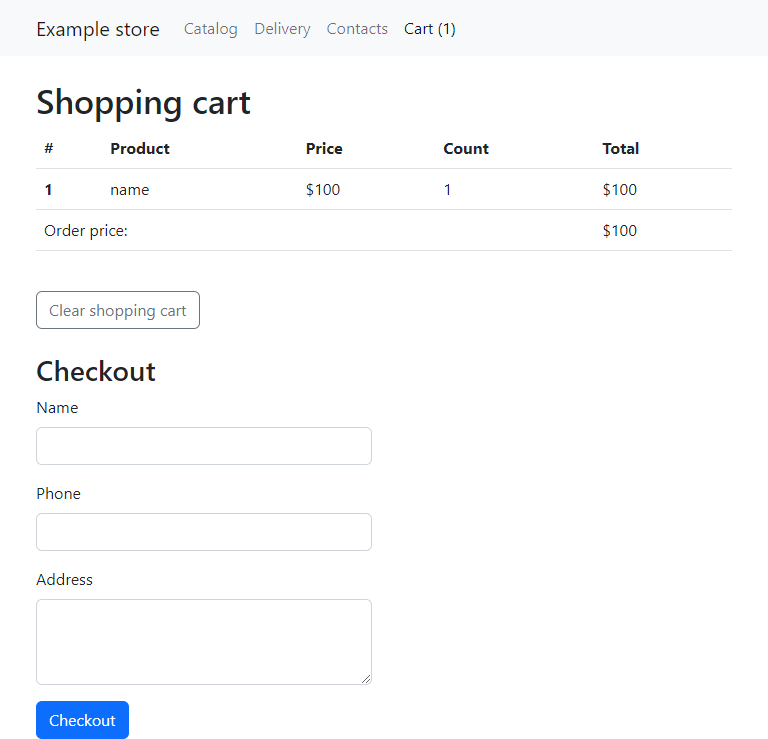 Example store Catalog Delivery Contacts Cart (1)
Shopping cart
# Product Price Count Total
1 name $100 1 $100
Order price: $100
Clear shopping cart
Checkout
Name
Phone
Address
Checkout